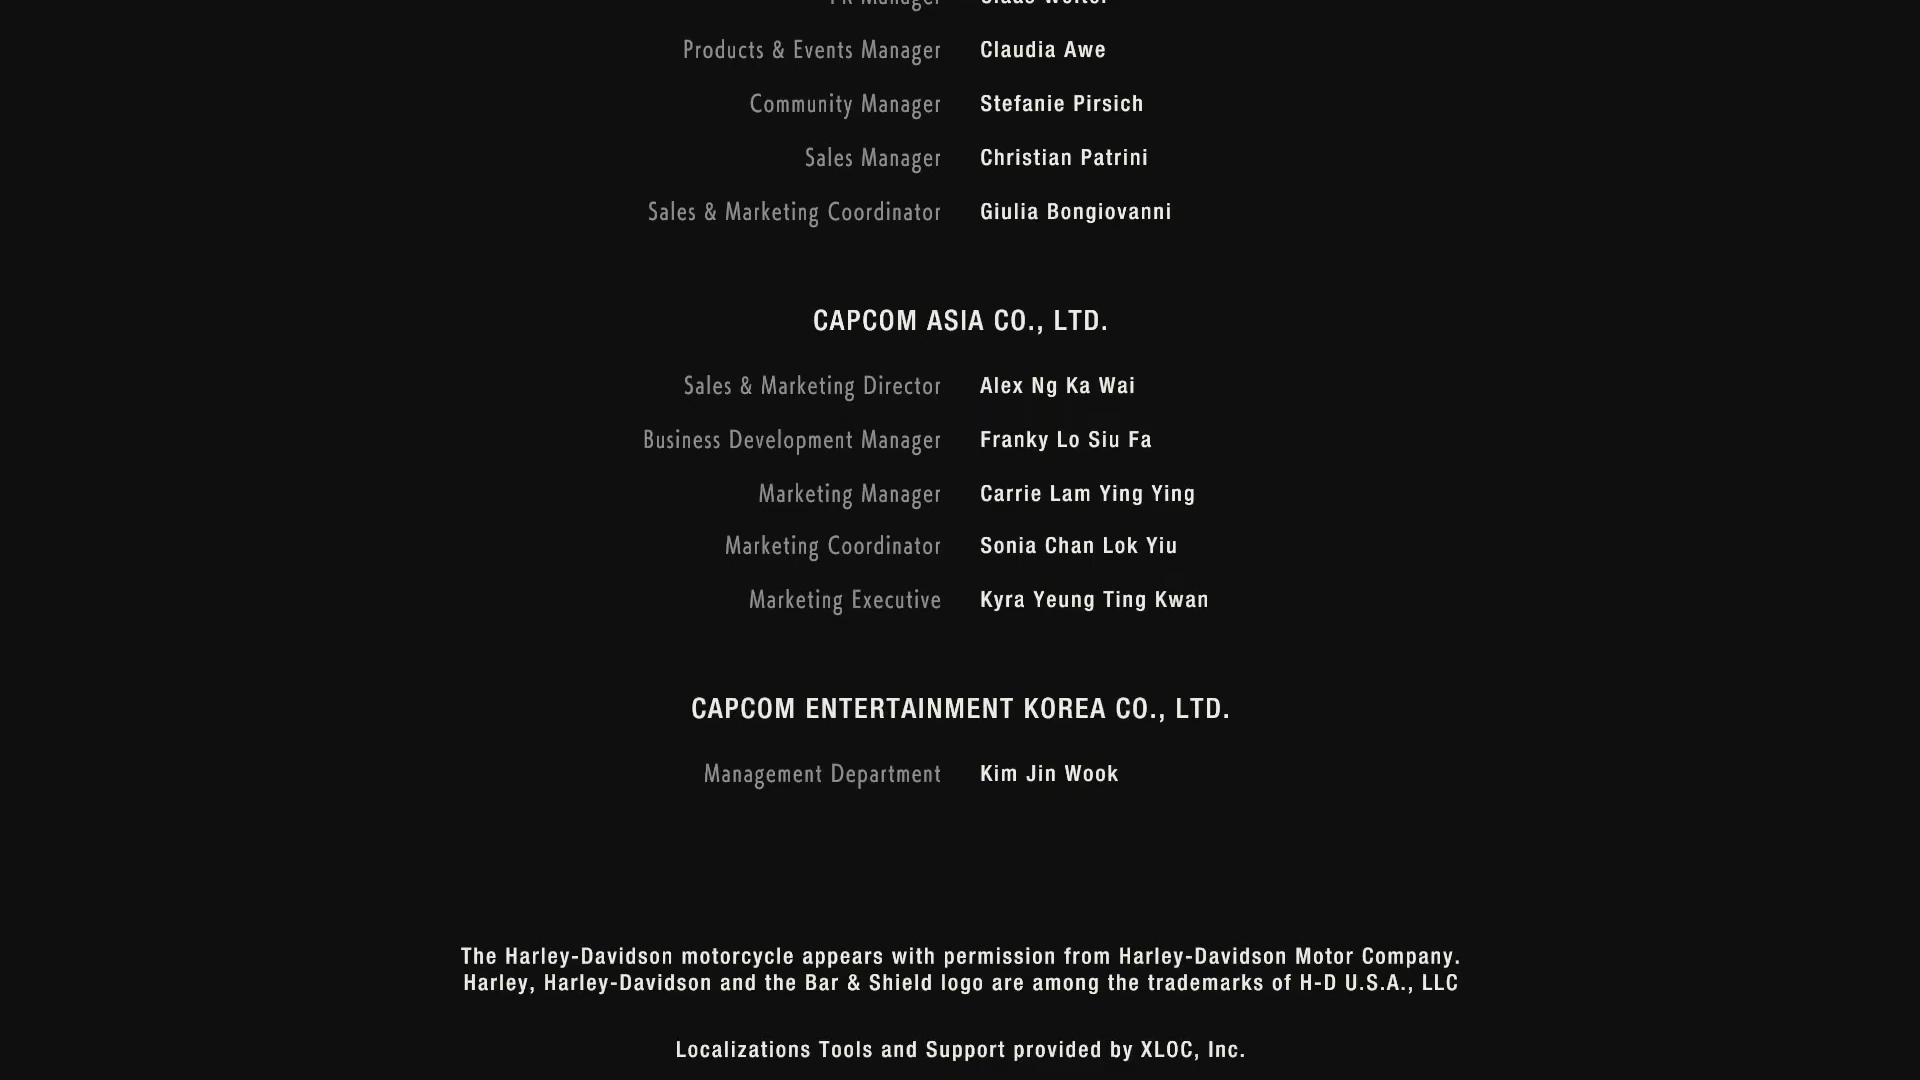 PR Manager
Products & Events Manager Claudia Awe
Community Manager Stefanie Pirsich
Sales Manager Christian Patrini
Sales & Marketing Coordinator Giulia Bongiovanni
CAPCOM ASIA CO., LTD.
Sales & Marketing Director Alex Ng Ka Wai
Business Development Manager Franky Lo Siu Fa
Marketing Manager Carrie Lam Ying Ying
Marketing Coordinator Sonia Chan Lok Yiu
Marketing Executive Kyra Yeung Ting Kwan
CAPCOM ENTERTAINMENT KOREA CO., LTD.
Management Department Kim Jin Wook
The Harley-Davidson motorcycle appears with permission from Harley-Davidson Motor Company.
Harley, Harley-Davidson and the Bar & Shield logo are among the trademarks of H-D U.S.A., LLC
Localizations Tools and Support provided by XLOC, Inc.